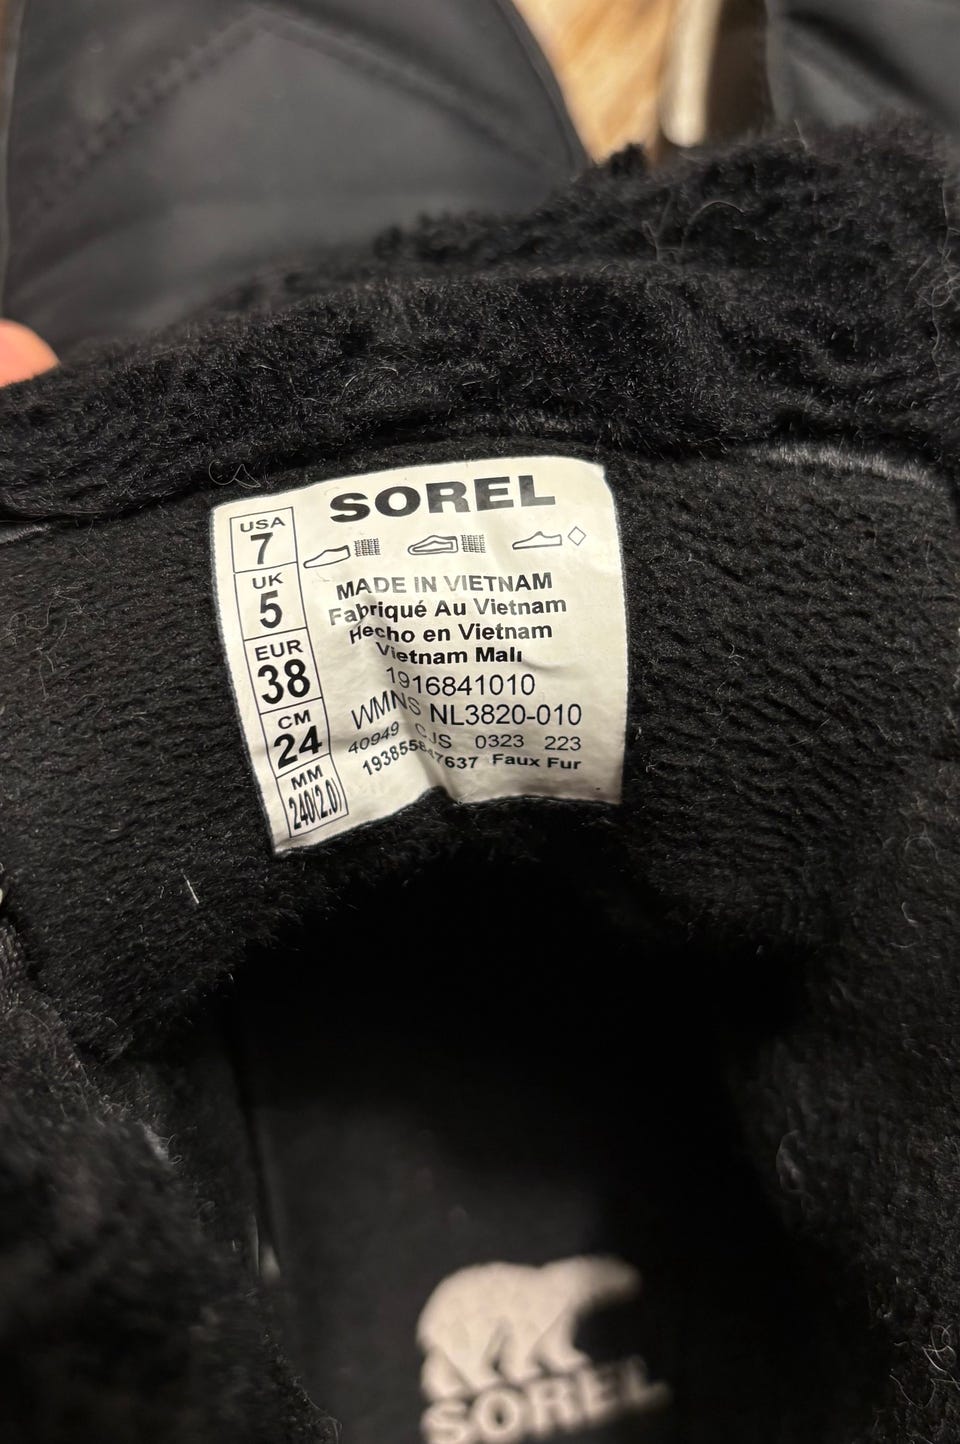 SOREL
USA
7
UK
5
EUR
38
CM
24
MM
240(2.0)
MADE IN VIETNAM
Fabriqué Au Vietnam
Hecho en Vietnam
Vietnam Malı
1916841010
WMNS NL3820-010
40949 CJS 0323 223
Faux Fur
SOREL